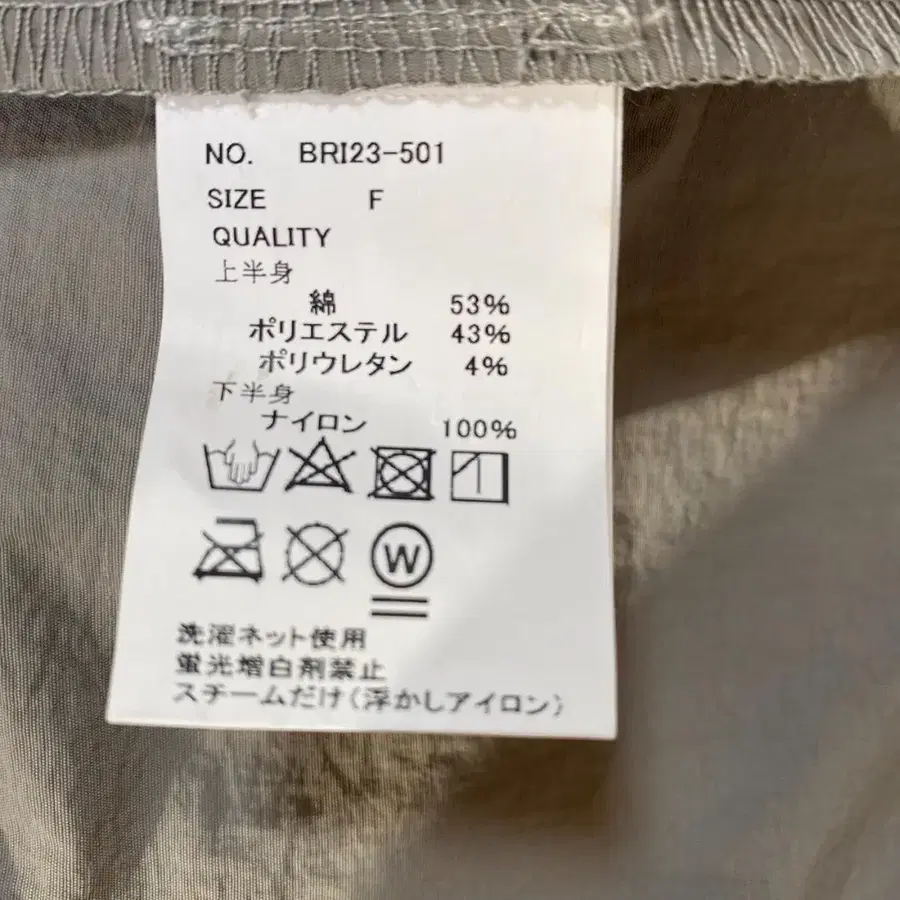 NO. BRI23-501
SIZE F
QUALITY
上半身
綿 53%
ポリエステル 43%
ポリウレタン 4%
下半身
ナイロン 100%
W
洗濯ネット使用
蛍光増白剤禁止
スチームだけ(浮かしアイロン)